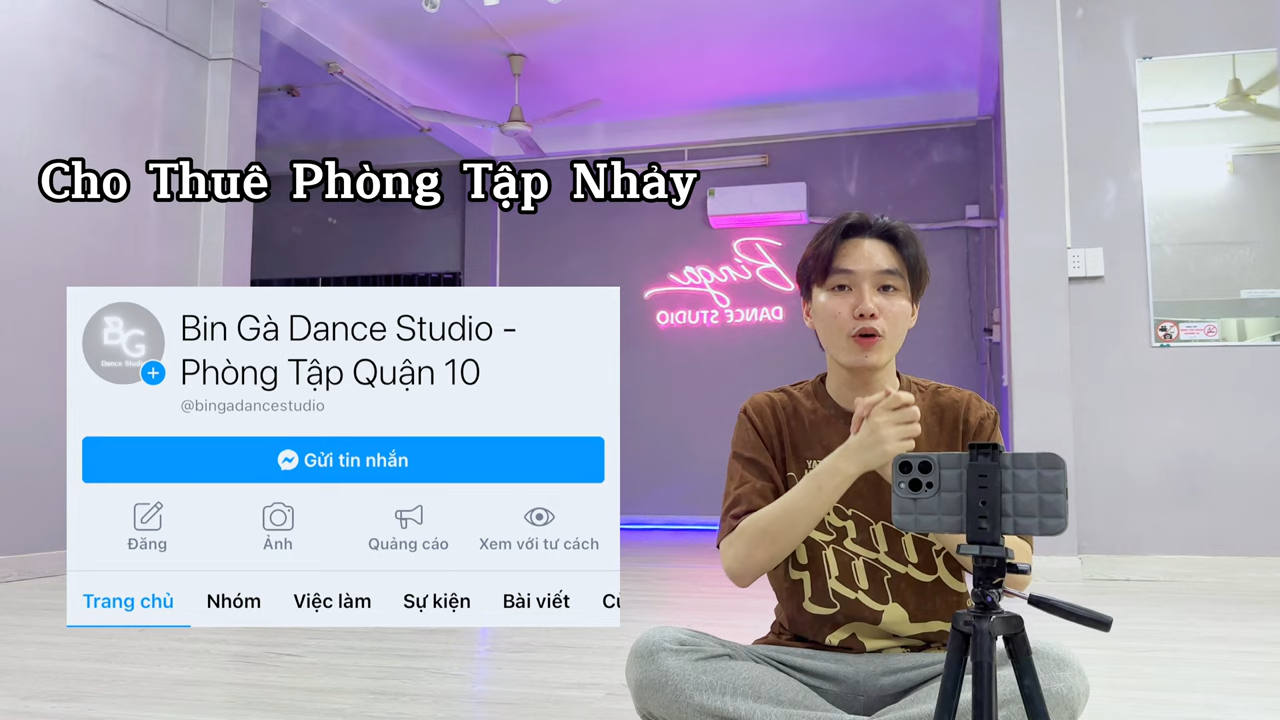 Cho Thuê Phòng Tập Nhảy
BG
Dance Studio
Bin Gà Dance Studio -
Phòng Tập Quận 10
@bingadancestudio
Gửi tin nhắn
Đăng
Ảnh
Quảng cáo
Xem với tư cách
Trang chủ
Nhóm
Việc làm
Sự kiện
Bài viết
Binga
DANCE STUDIO